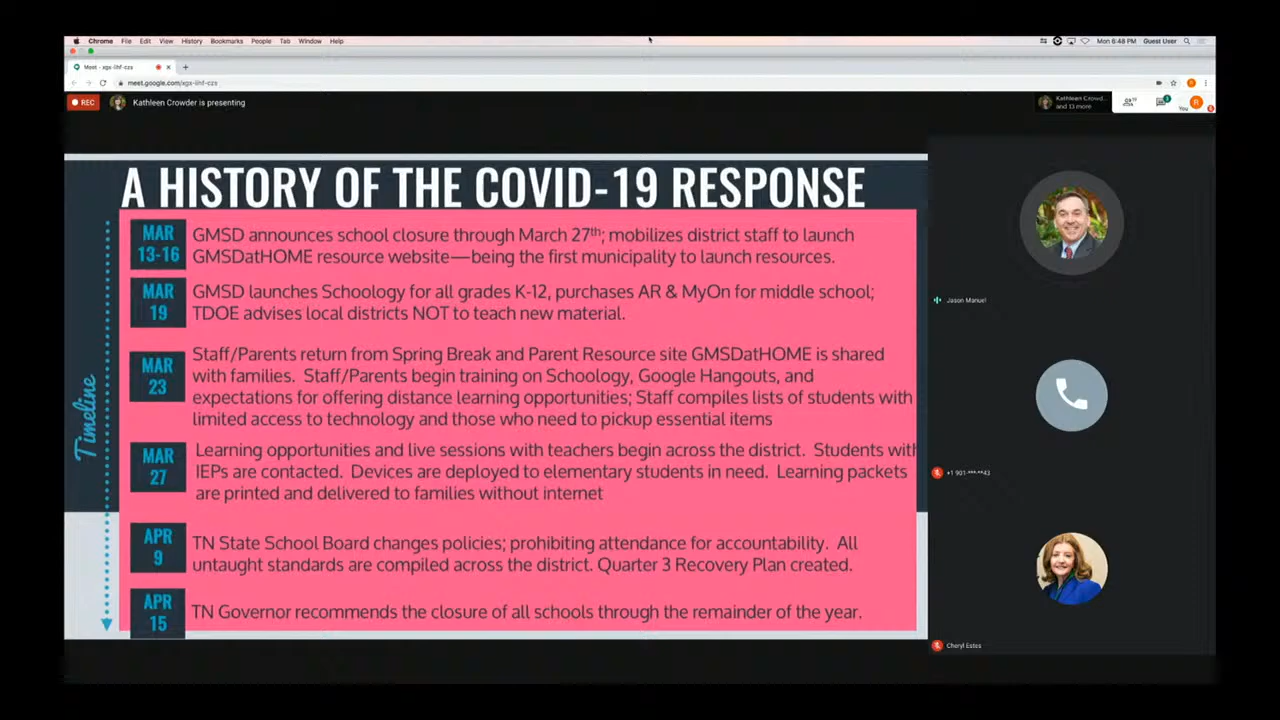 Chrome File Edit View History Bookmarks People Tab Window Help
Mon 6:48 PM Guest User
meet.google.com/xgs-iihf-czs
REC
Kathleen Crowder is presenting
Kathleen Crowd...
and 13 more
You
A HISTORY OF THE COVID-19 RESPONSE
Timeline
MAR
13-16
GMSD announces school closure through March 27th; mobilizes district staff to launch
GMSDatHOME resource website—being the first municipality to launch resources.
MAR
19
GMSD launches Schoology for all grades K-12, purchases AR & MyOn for middle school;
TDOE advises local districts NOT to teach new material.
MAR
23
Staff/Parents return from Spring Break and Parent Resource site GMSDatHOME is shared
with families. Staff/Parents begin training on Schoology, Google Hangouts, and
expectations for offering distance learning opportunities; Staff compiles lists of students with
limited access to technology and those who need to pickup essential items
MAR
27
Learning opportunities and live sessions with teachers begin across the district. Students with
IEPs are contacted. Devices are deployed to elementary students in need. Learning packets
are printed and delivered to families without internet
APR
9
TN State School Board changes policies; prohibiting attendance for accountability. All
untaught standards are compiled across the district. Quarter 3 Recovery Plan created.
APR
15
TN Governor recommends the closure of all schools through the remainder of the year.
Jason Manuel
+1 901-***-**43
Cheryl Estes